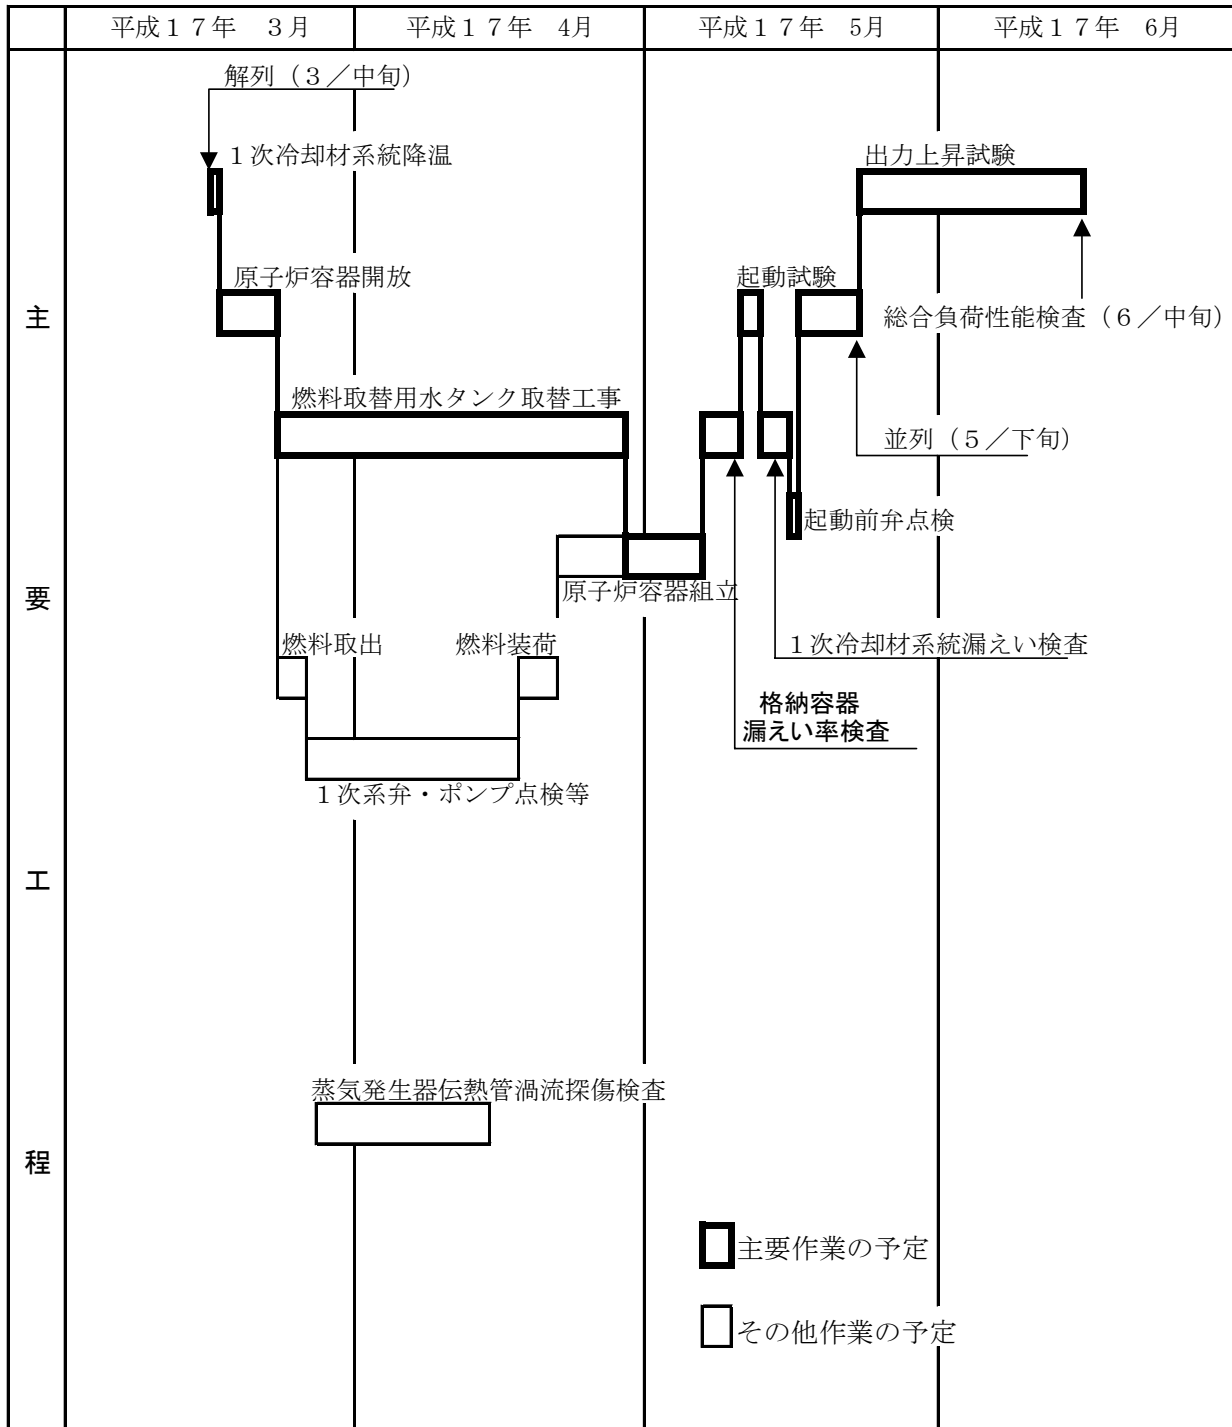 平成１７年　３月
平成１７年　4月
平成１７年　5月
平成１７年　6月
主
要
工
程
解列（３／中旬）
１次冷却材系統降温
出力上昇試験
原子炉容器開放
起動試験
総合負荷性能検査（６／中旬）
燃料取替用水タンク取替工事
並列（５／下旬）
起動前弁点検
原子炉容器組立
燃料取出
燃料装荷
１次冷却材系統漏えい検査
格納容器
漏えい率検査
１次系弁・ポンプ点検等
蒸気発生器伝熱管渦流探傷検査
主要作業の予定
その他作業の予定